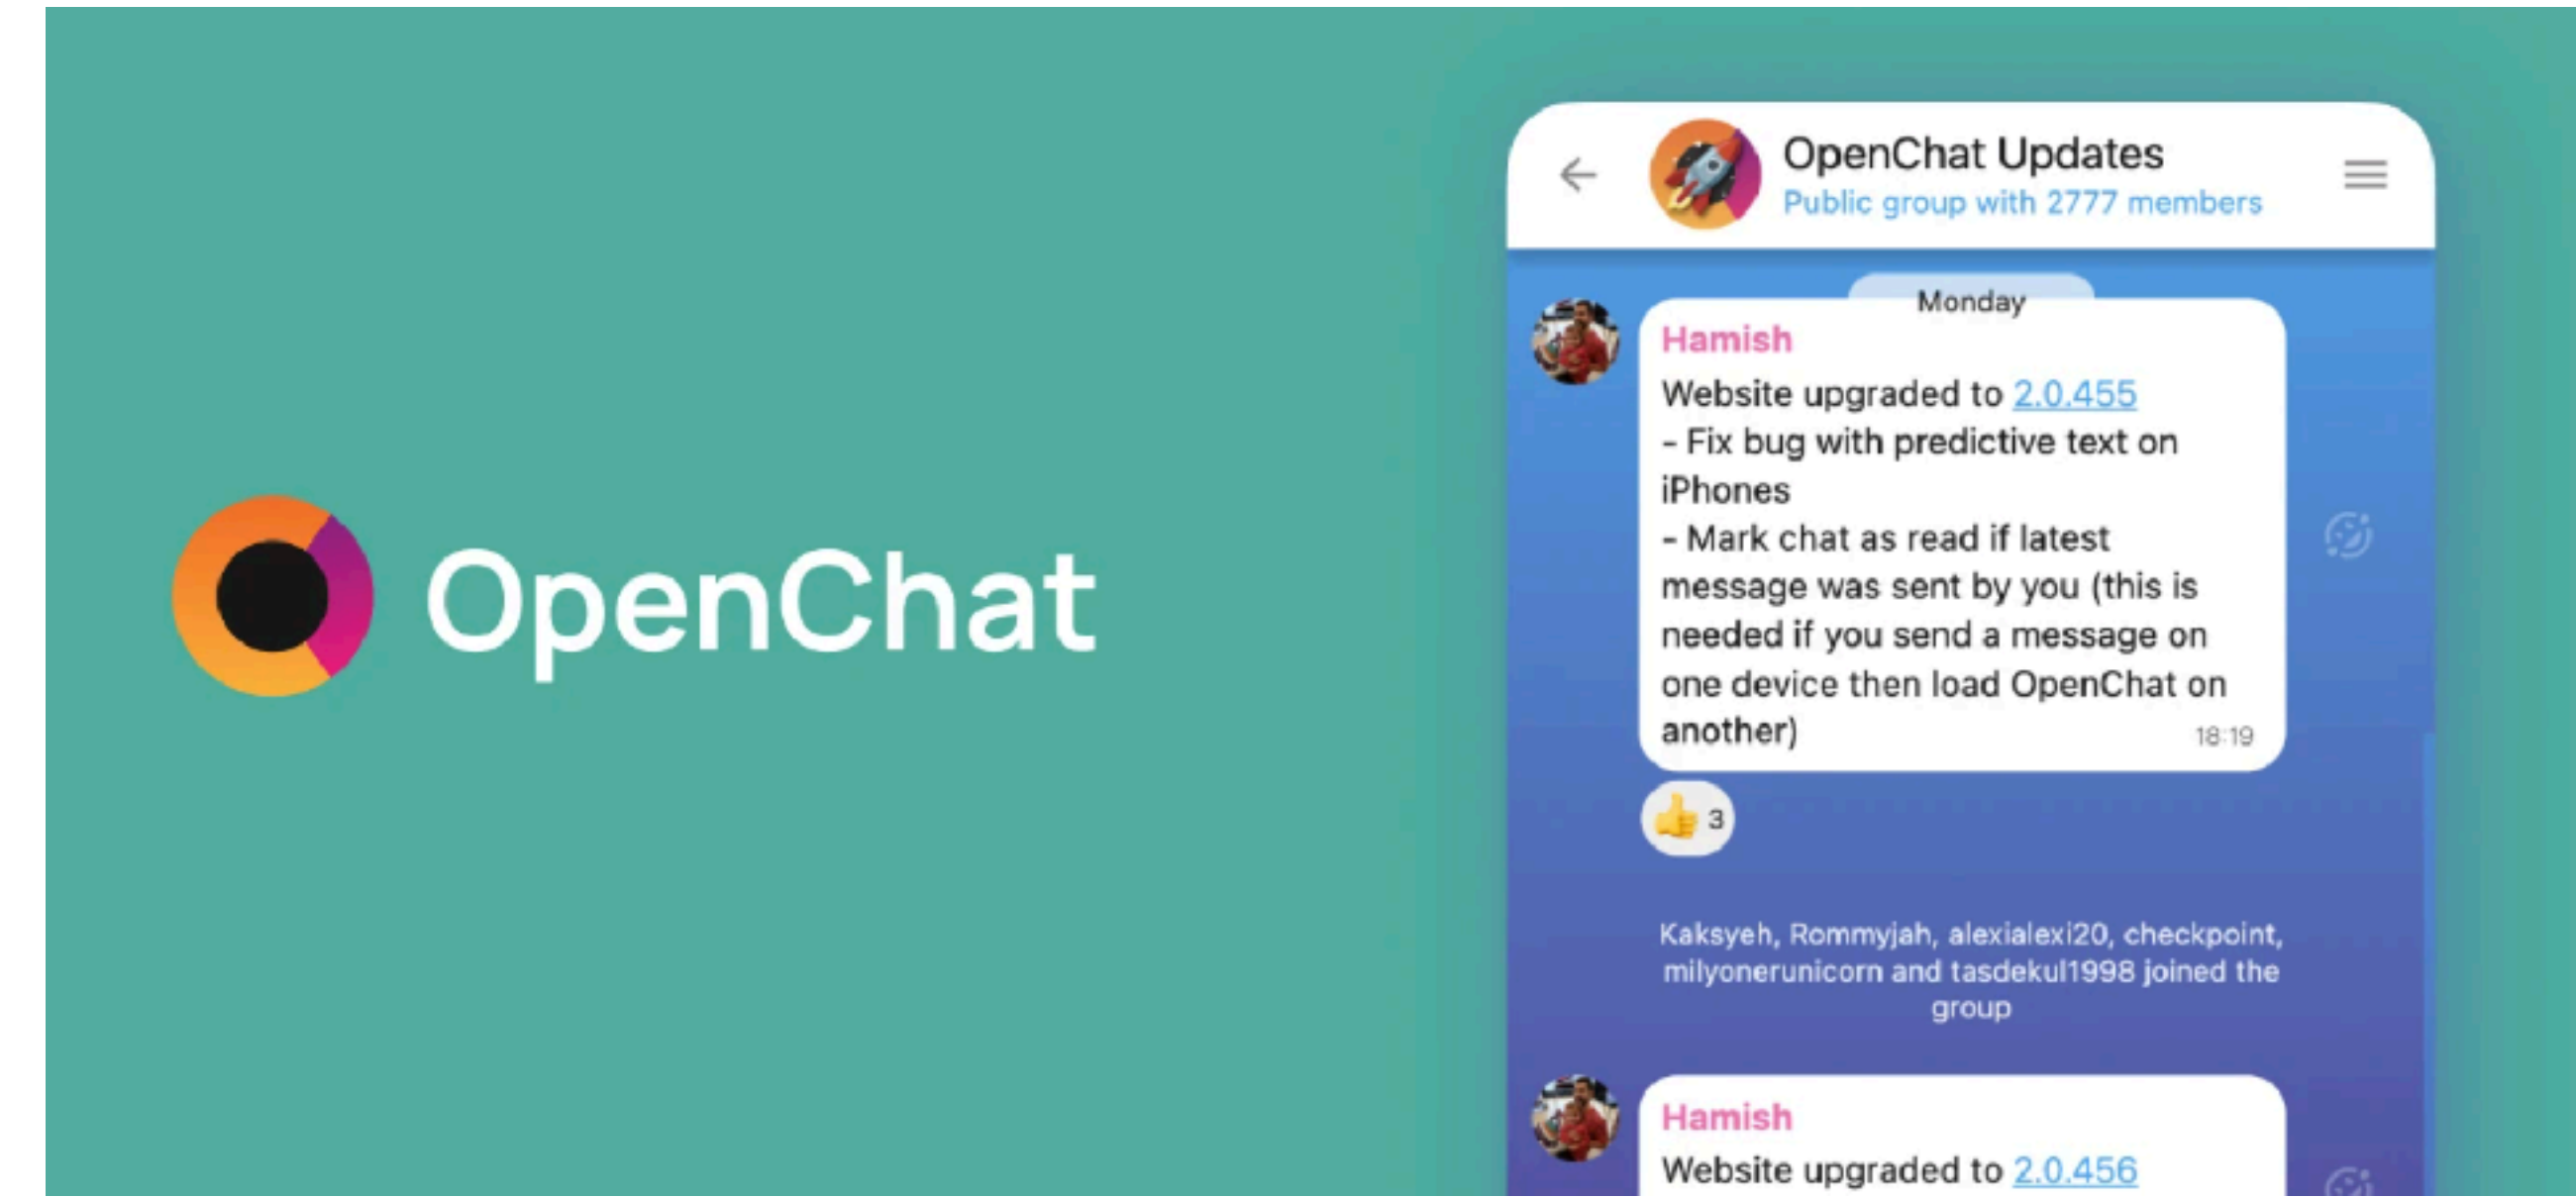 OpenChat
OpenChat Updates
Public group with 2777 members
Monday
Hamish
Website upgraded to 2.0.455
- Fix bug with predictive text on
iPhones
- Mark chat as read if latest
message was sent by you (this is
needed if you send a message on
one device then load OpenChat on
another)
18:19
👍 3
Kaksyeh, Rommyjah, alexialexi20, checkpoint,
milyonerunicorn and tasdekul1998 joined the
group
Hamish
Website upgraded to 2.0.456